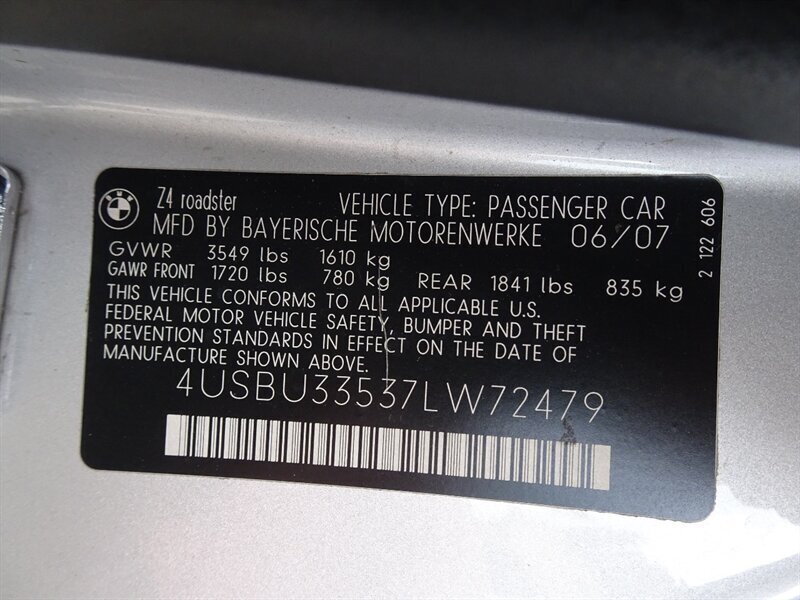 BMW
Z4 roadster VEHICLE TYPE: PASSENGER CAR
MFD BY BAYERISCHE MOTORENWERKE 06/07
GVWR 3549 lbs 1610 kg
GAWR FRONT 1720 lbs 780 kg REAR 1841 lbs 835 kg
THIS VEHICLE CONFORMS TO ALL APPLICABLE U.S.
FEDERAL MOTOR VEHICLE SAFETY, BUMPER AND THEFT
PREVENTION STANDARDS IN EFFECT ON THE DATE OF
MANUFACTURE SHOWN ABOVE.
4USBU33537LW72479
2 122 606